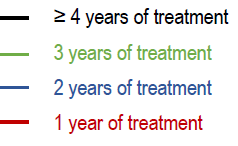 ≥ 4 years of treatment
3 years of treatment
2 years of treatment
1 year of treatment